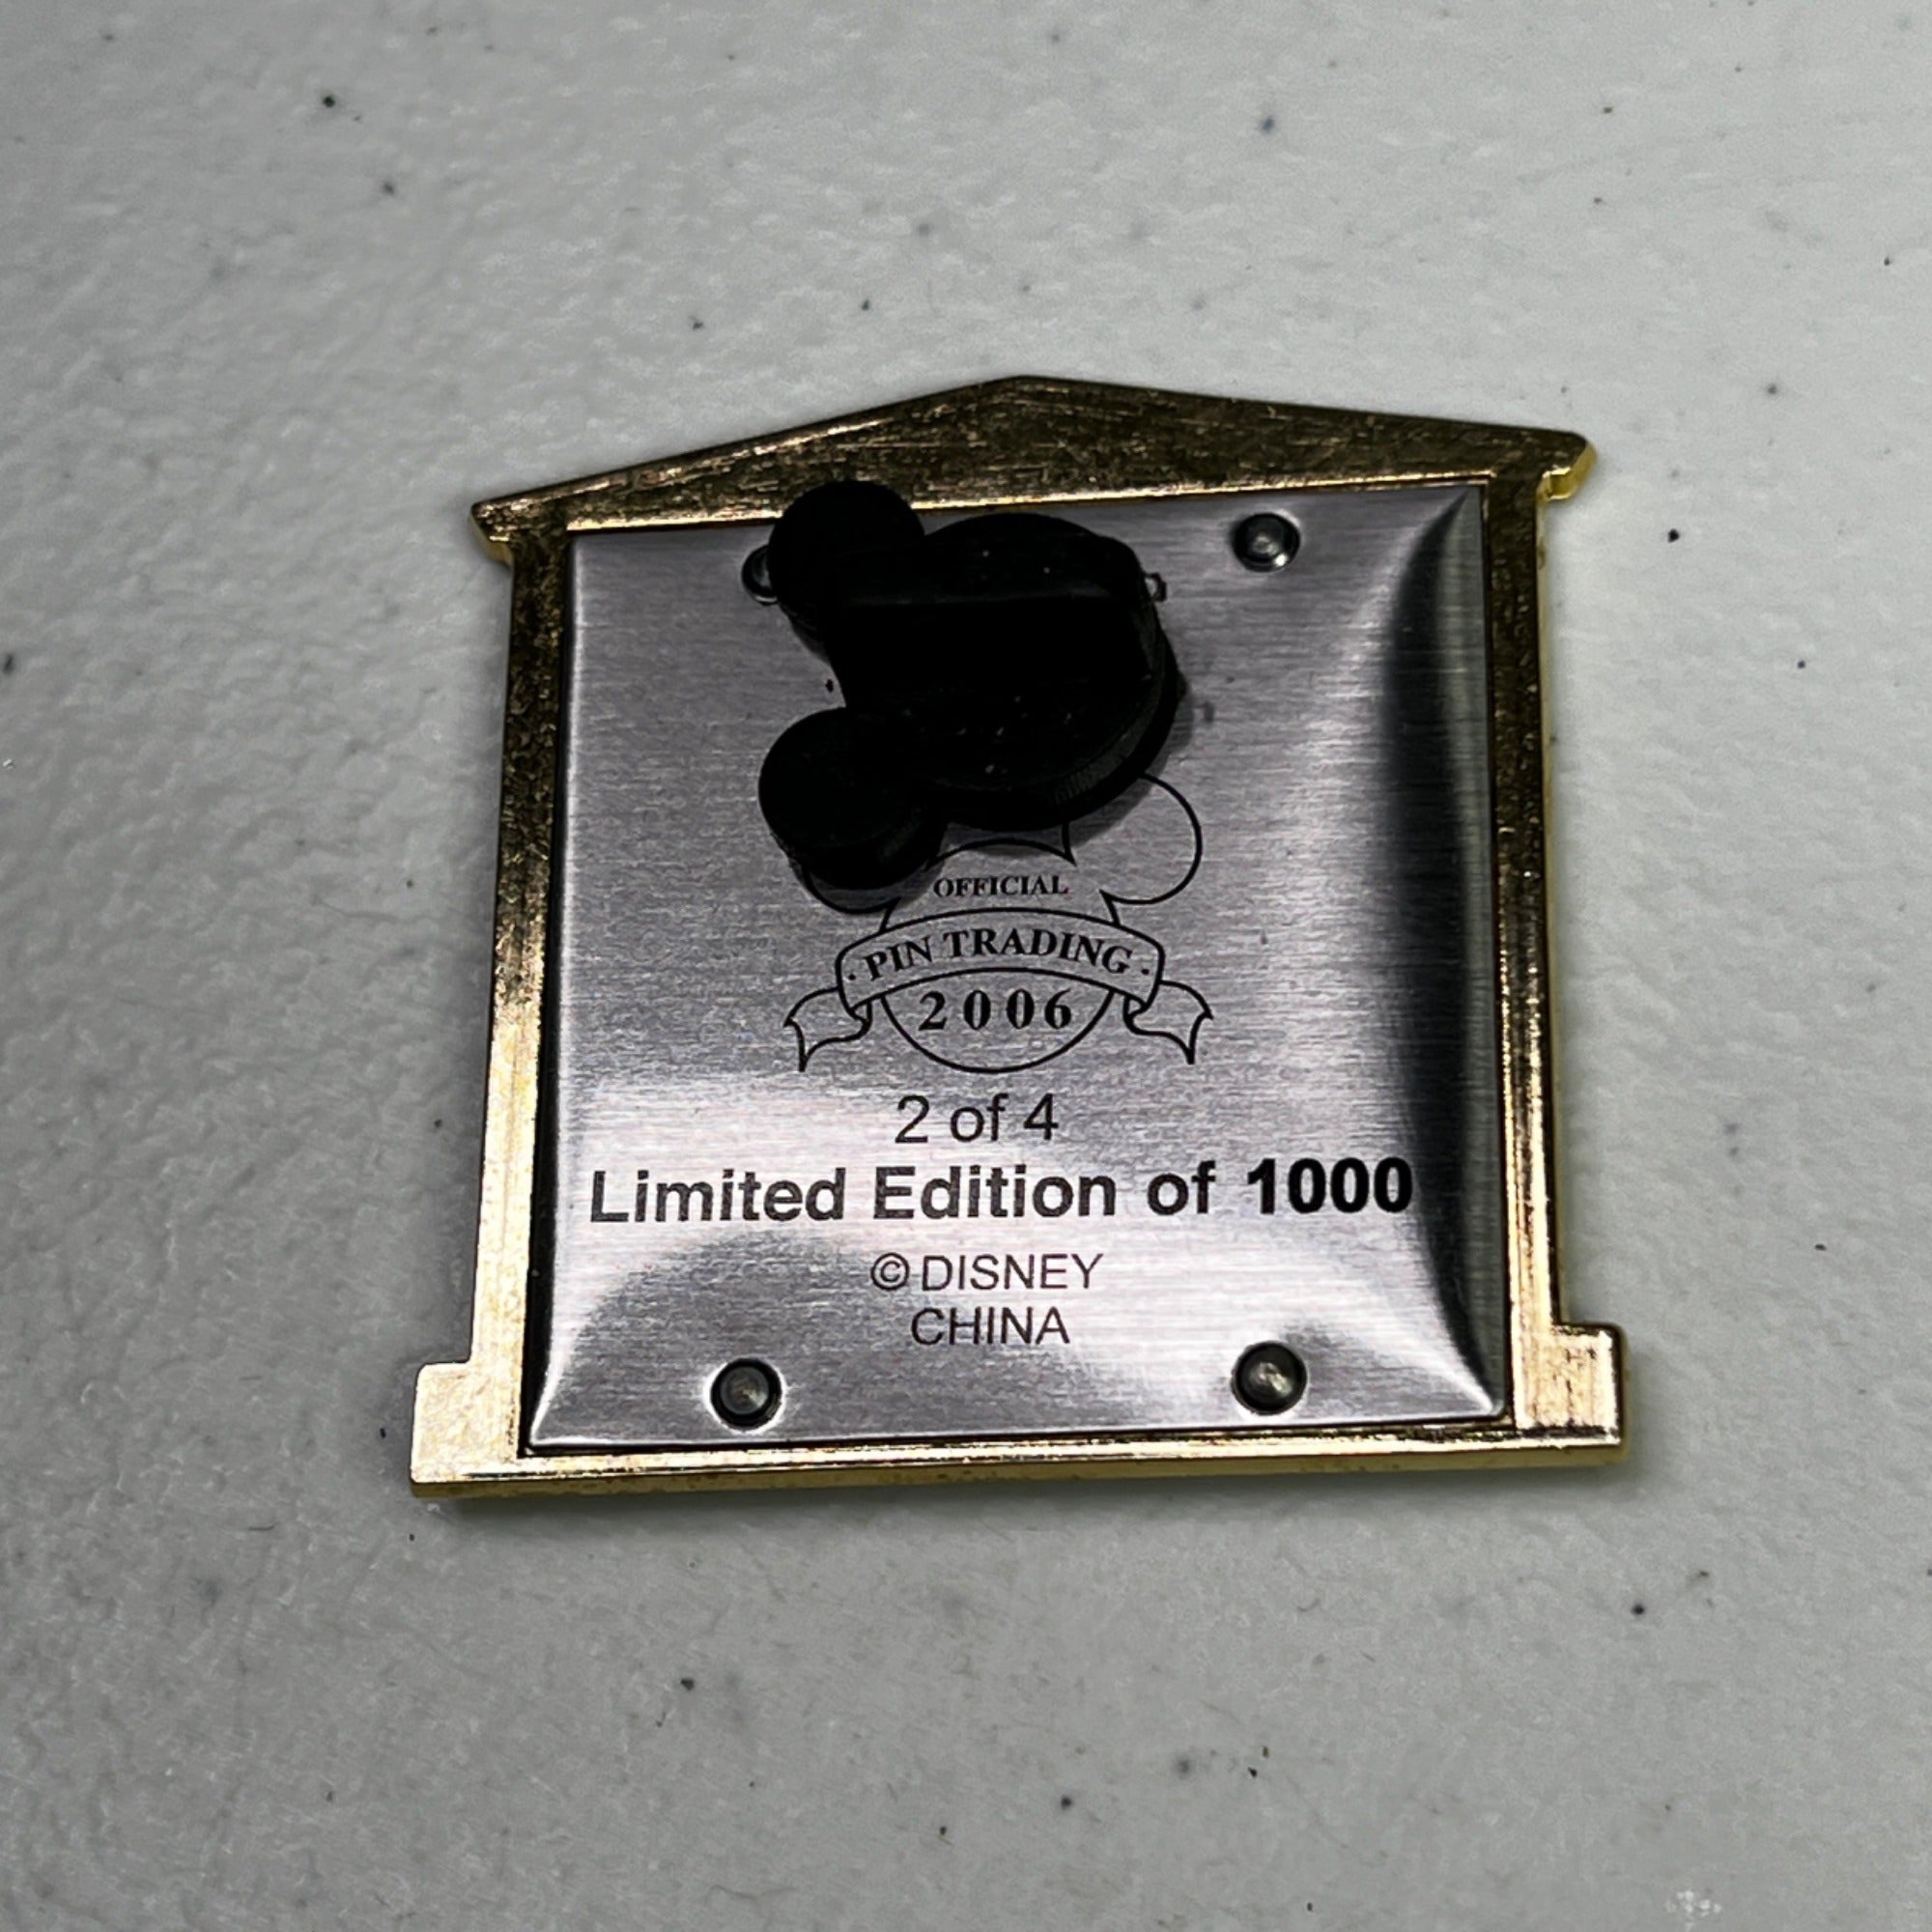 OFFICIAL
· PIN TRADING ·
2006
2 of 4
Limited Edition of 1000
© DISNEY
CHINA